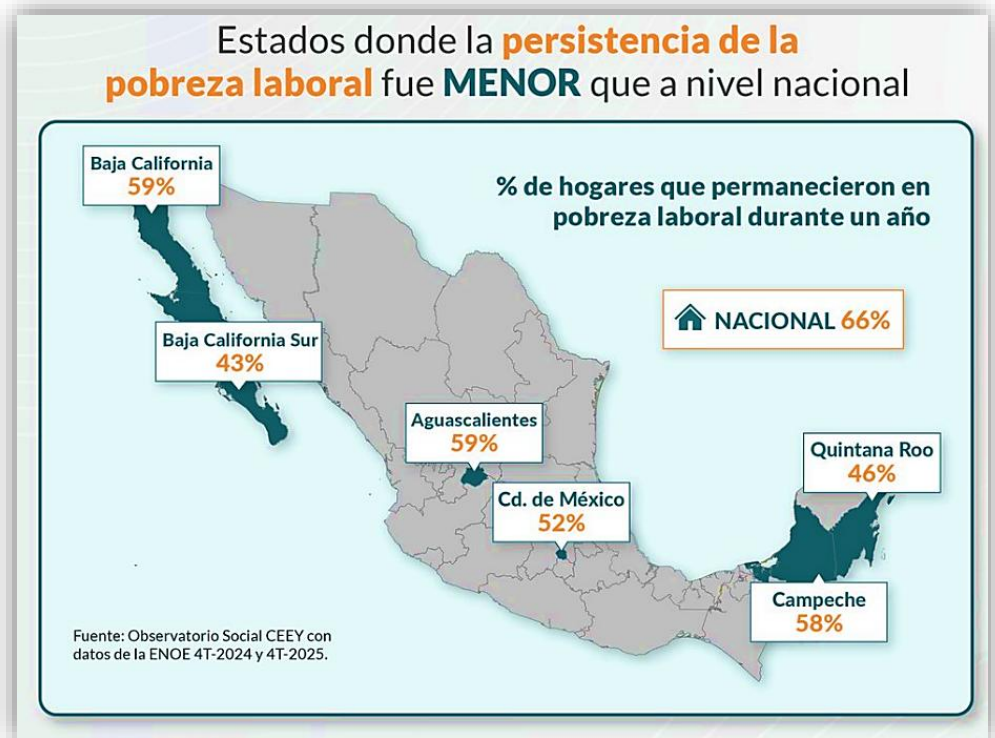 Estados donde la persistencia de la
pobreza laboral fue MENOR que a nivel nacional
Baja California
59%
% de hogares que permanecieron en
pobreza laboral durante un año
NACIONAL 66%
Baja California Sur
43%
Aguascalientes
59%
Quintana Roo
46%
Cd. de México
52%
Campeche
58%
Fuente: Observatorio Social CEEY con
datos de la ENOE 4T-2024 y 4T-2025.